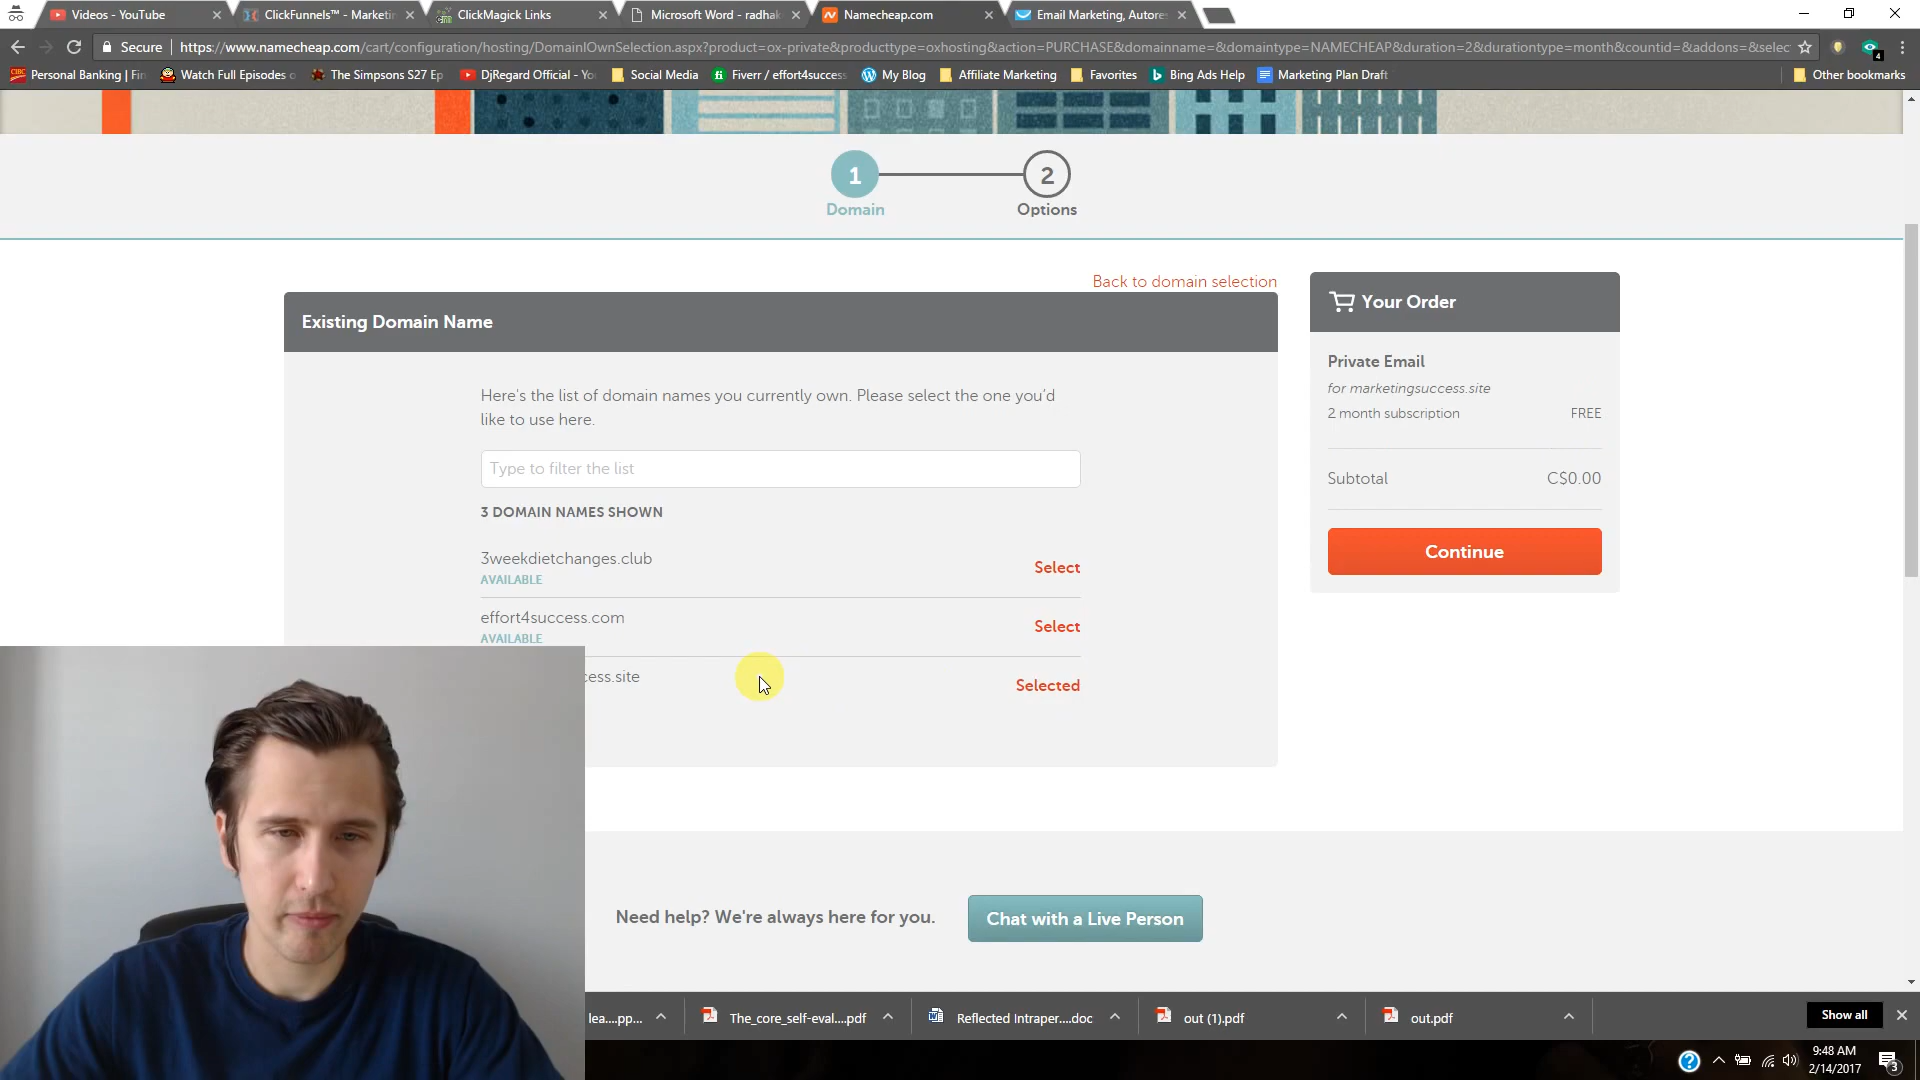 Videos - YouTube
ClickFunnels™ - Marketin
ClickMagick Links
Microsoft Word - radhak
Namecheap.com
Email Marketing, Autores
Secure
https://www.namecheap.com/cart/configuration/hosting/DomainIOwnSelection.aspx?product=ox-private&producttype=oxhosting&action=PURCHASE&domainname=&domaintype=NAMECHEAP&duration=2&durationtype=month&countid=&addons=&selec
4
Personal Banking | Fin
Watch Full Episodes o
The Simpsons S27 Ep
DjRegard Official - Yo
Social Media
Fiverr / effort4success
My Blog
Affiliate Marketing
Favorites
Bing Ads Help
Marketing Plan Draft
Other bookmarks
1
2
Domain
Options
Back to domain selection
Existing Domain Name
Here's the list of domain names you currently own. Please select the one you'd
like to use here.
Type to filter the list
3 DOMAIN NAMES SHOWN
3weekdietchanges.club
AVAILABLE
Select
effort4success.com
AVAILABLE
Select
cess.site
Selected
Your Order
Private Email
for marketingsuccess.site
2 month subscription FREE
Subtotal C$0.00
Continue
Need help? We're always here for you.
Chat with a Live Person
lea....pp...
The_core_self-eval....pdf
Reflected Intraper....doc
out (1).pdf
out.pdf
Show all
9:48 AM
2/14/2017
3